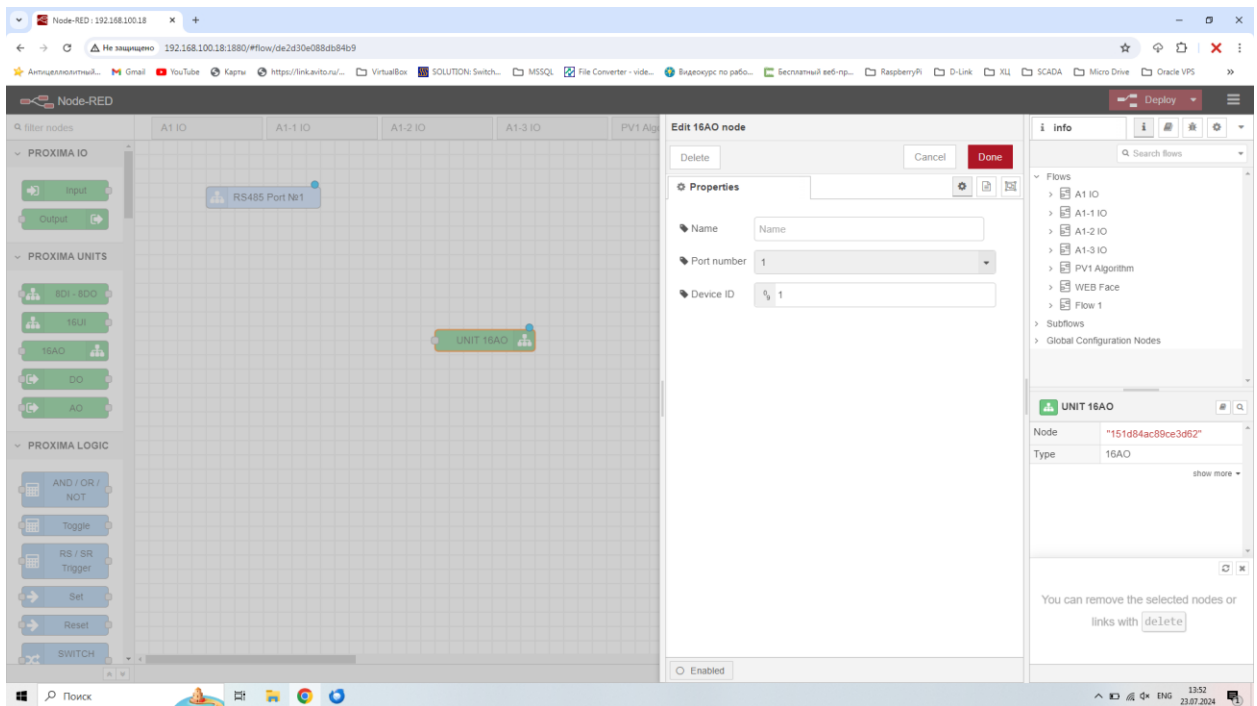 Node-RED : 192.168.100.18
Не защищено 192.168.100.18:1880/#flow/de2d30e088db84b9
Антицеллюлитный... Gmail YouTube Карты https://link.avito.ru/... VirtualBox SOLUTION: Switch... MSSQL File Converter - vide... Видеокурс по рабо... Бесплатный веб-пр... RaspberryPi D-Link ХЦ SCADA Micro Drive Oracle VPS »
Node-RED
Deploy
filter nodes
A1 IO
A1-1 IO
A1-2 IO
A1-3 IO
PV1 Algo
PROXIMA IO
Input
Output
PROXIMA UNITS
8DI - 8DO
16UI
16AO
DO
AO
PROXIMA LOGIC
AND / OR /
NOT
Toggle
RS / SR
Trigger
Set
Reset
SWITCH
RS485 Port №1
UNIT 16AO
Edit 16AO node
Delete
Cancel
Done
Properties
Name Name
Port number 1
Device ID 1
Enabled
info
Search flows
Flows
A1 IO
A1-1 IO
A1-2 IO
A1-3 IO
PV1 Algorithm
WEB Face
Flow 1
Subflows
Global Configuration Nodes
UNIT 16AO
Node "151d84ac89ce3d62"
Type 16AO
show more
You can remove the selected nodes or
links with delete
Поиск
ENG
13:52
23.07.2024